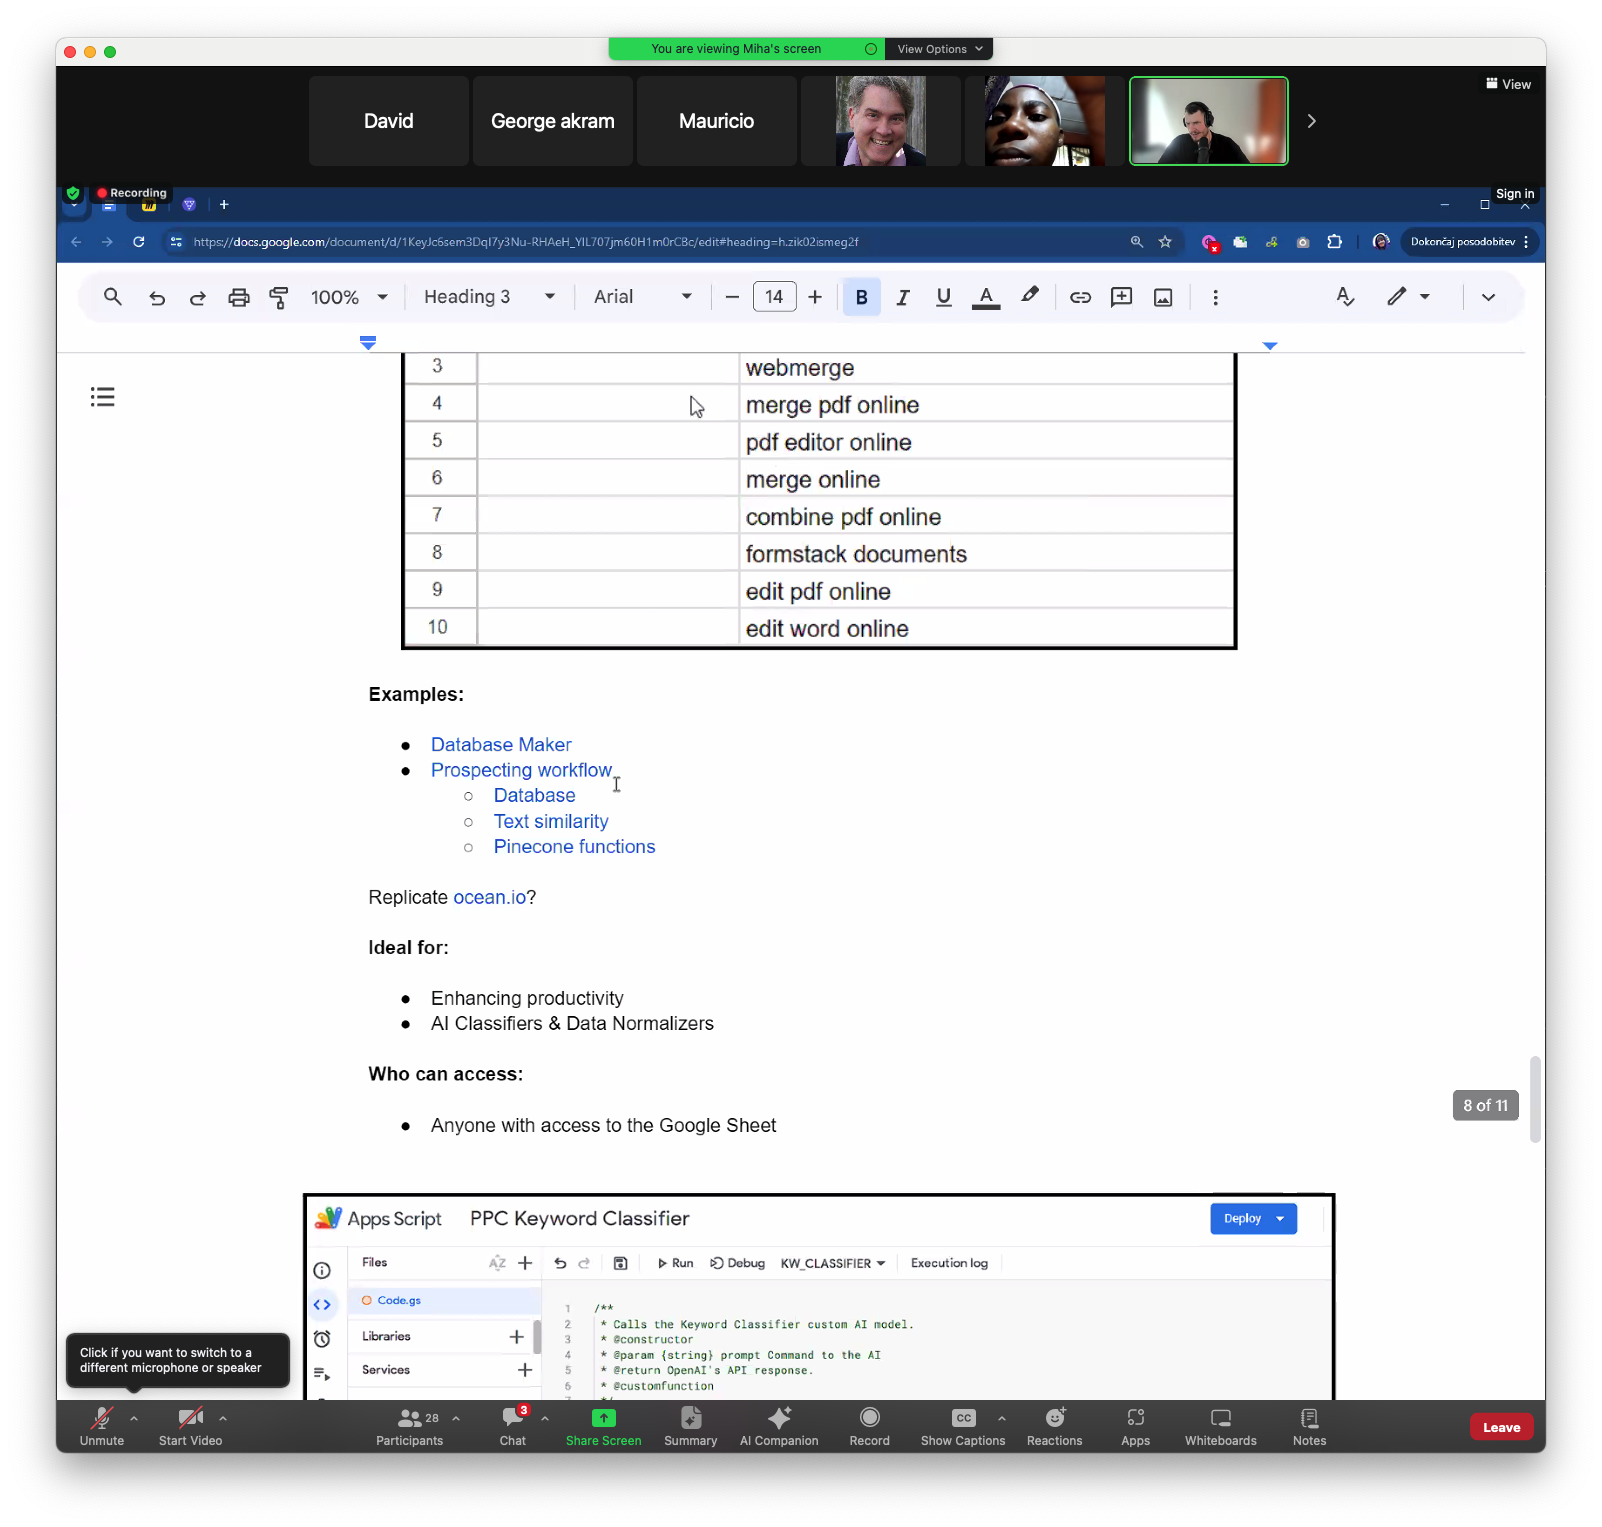 You are viewing Miha's screen
View Options
David
George akram
Mauricio
View
Recording
Sign in
https://docs.google.com/document/d/1KeyJc6sem3DqI7y3Nu-RHAeH_YIL707jm60H1m0rC8c/edit#heading=h.zik02ismeg2f
Dokončaj posodobitev
100%
Heading 3
Arial
14
B
I
U
A
3 webmerge
4 merge pdf online
5 pdf editor online
6 merge online
7 combine pdf online
8 formstack documents
9 edit pdf online
10 edit word online
Examples:
Database Maker
Prospecting workflow
Database
Text similarity
Pinecone functions
Replicate ocean.io?
Ideal for:
Enhancing productivity
AI Classifiers & Data Normalizers
Who can access:
Anyone with access to the Google Sheet
8 of 11
Apps Script PPC Keyword Classifier
Deploy
Files
AZ
Run
Debug
KW_CLASSIFIER
Execution log
Code.gs
Libraries
Services
1 /**
2 * Calls the Keyword Classifier custom AI model.
3 * @constructor
4 * @param {string} prompt Command to the AI
5 * @return OpenAI's API response.
6 * @customfunction
Click if you want to switch to a
different microphone or speaker
28
3
CC
Unmute
Start Video
Participants
Chat
Share Screen
Summary
AI Companion
Record
Show Captions
Reactions
Apps
Whiteboards
Notes
Leave